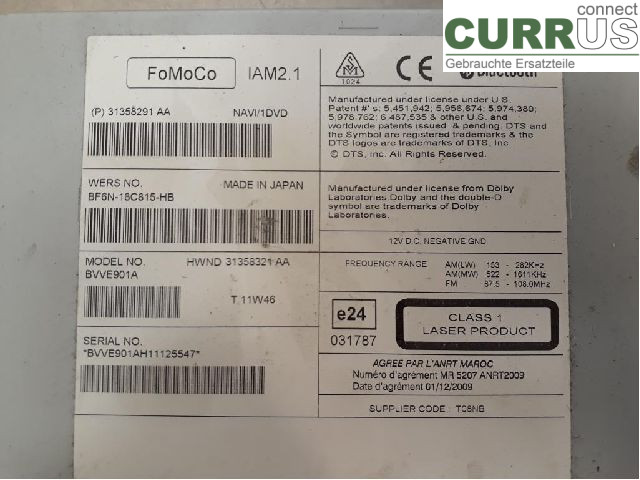 connect
CURRUS
Gebrauchte Ersatzteile
FoMoCo IAM2.1
(P) 31358291 AA NAVI/1DVD
WERS NO. MADE IN JAPAN
BF6N-18C815-HB
MODEL NO. HWND 31358321 AA
BVVE901A
T 11W46
SERIAL NO.
*BVVE901AH11125547*
1024
CE
Bluetooth
Manufactured under license under U.S.
Patent #'s: 5,451,942; 5,956,674; 5,974,380;
5,978,762; 6,487,535 & other U.S. and
worldwide patents issued & pending. DTS and
the Symbol are registered trademarks & the
DTS logos are trademarks of DTS, Inc
© DTS, Inc. All Rights Reserved.
Manufactured under license from Dolby
Laboratories. Dolby and the double-D
symbol are trademarks of Dolby
Laboratories.
12V D.C. NEGATIVE GND
FREQUENCY RANGE AM(LW) 153 - 282KHz
AM(MW) 522 - 1611KHz
FM 87.5 - 108.0MHz
e24
031787
CLASS 1
LASER PRODUCT
AGREE PAR L'ANRT MAROC
Numéro d'agrément MR 5207 ANRT2009
Date d'agrément 01/12/2009
SUPPLIER CODE : T08NB